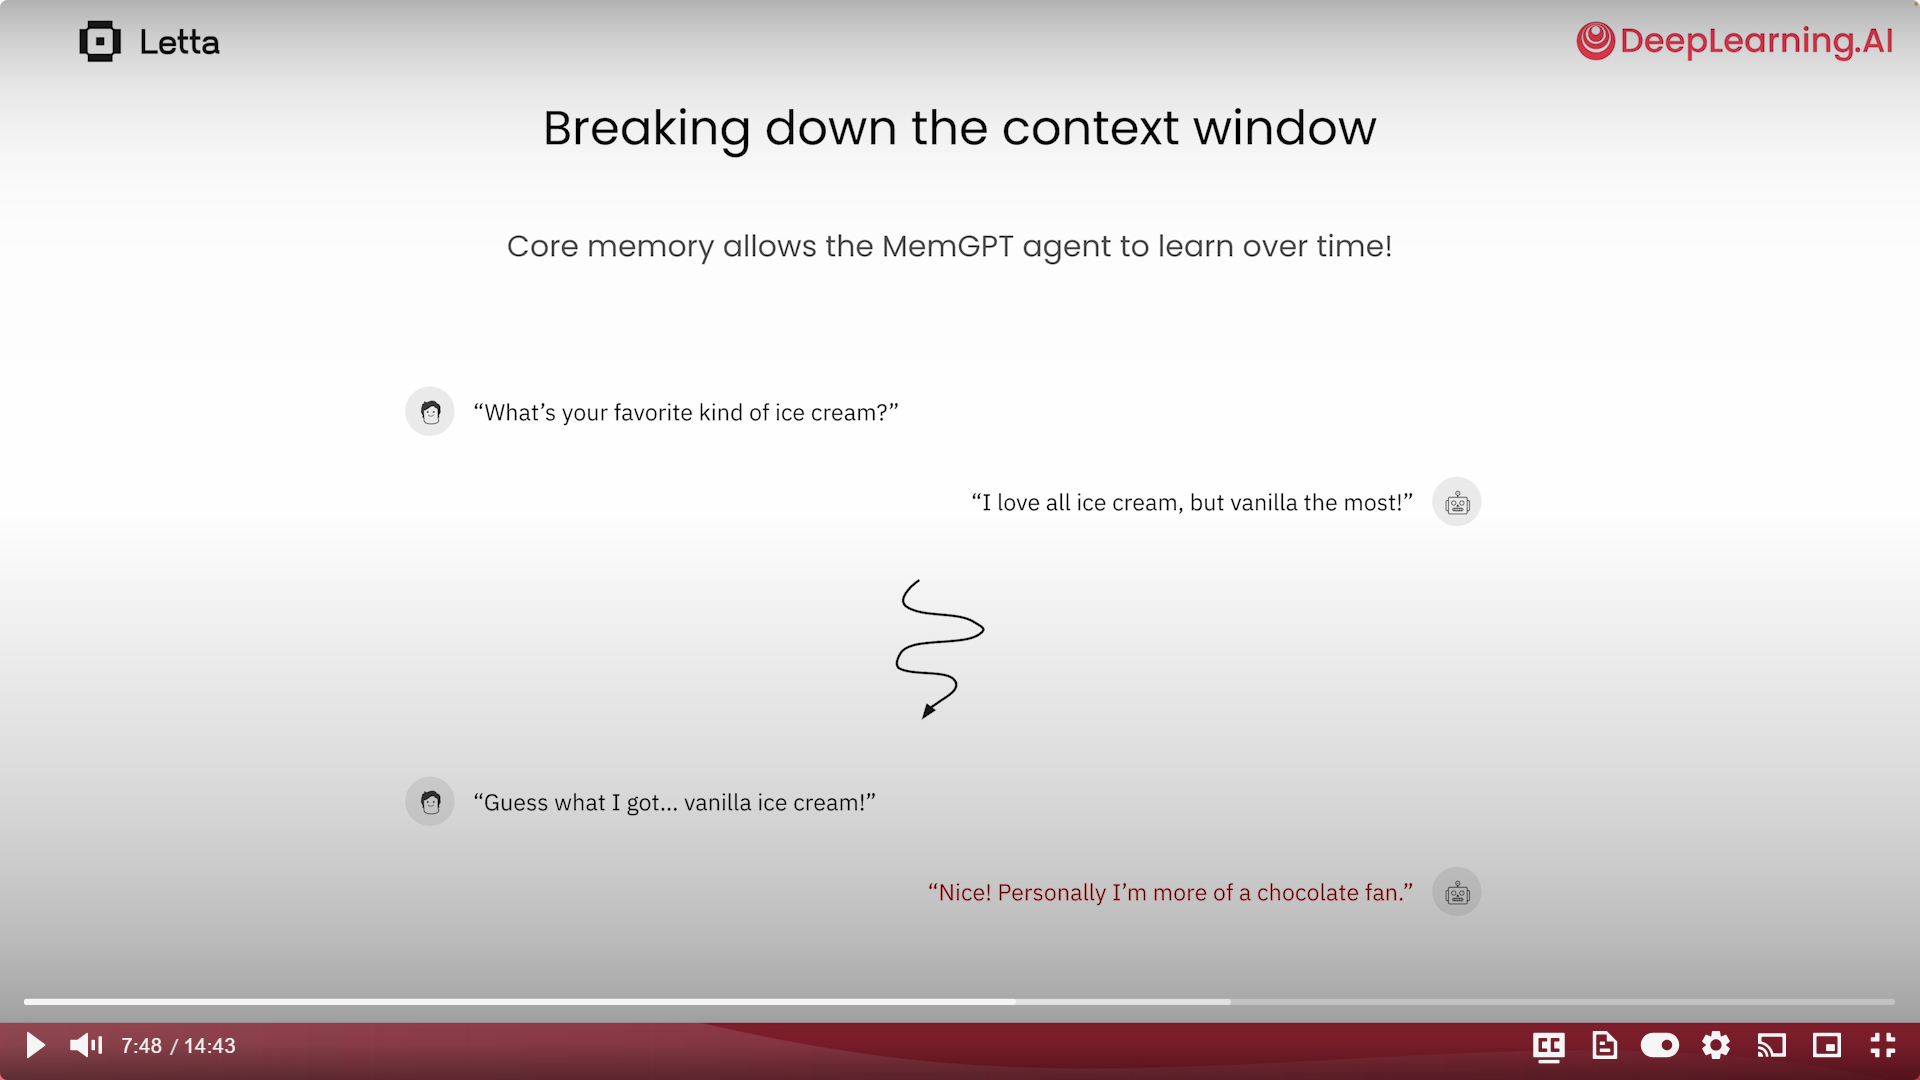 Letta
DeepLearning.AI
Breaking down the context window
Core memory allows the MemGPT agent to learn over time!
“What’s your favorite kind of ice cream?”
“I love all ice cream, but vanilla the most!”
“Guess what I got... vanilla ice cream!”
“Nice! Personally I’m more of a chocolate fan.”
7:48 / 14:43
CC